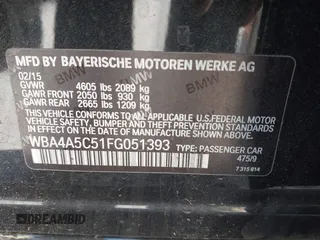 MFD BY BAYERISCHE MOTOREN WERKE AG
02/15
GVWR 4605 lbs 2089 kg
GAWR FRONT 2050 lbs 930 kg
GAWR REAR 2665 lbs 1209 kg
THIS VEHICLE CONFORMS TO ALL APPLICABLE U.S.FEDERAL MOTOR
VEHICLE SAFETY, BUMPER, AND THEFT PREVENTION STANDARDS
IN EFFECT ON THE DATE OF MANUFACTURE SHOWN ABOVE.
WBA4A5C51FG051393 TYPE: PASSENGER CAR
475/9
7 315 614
DREAMBID